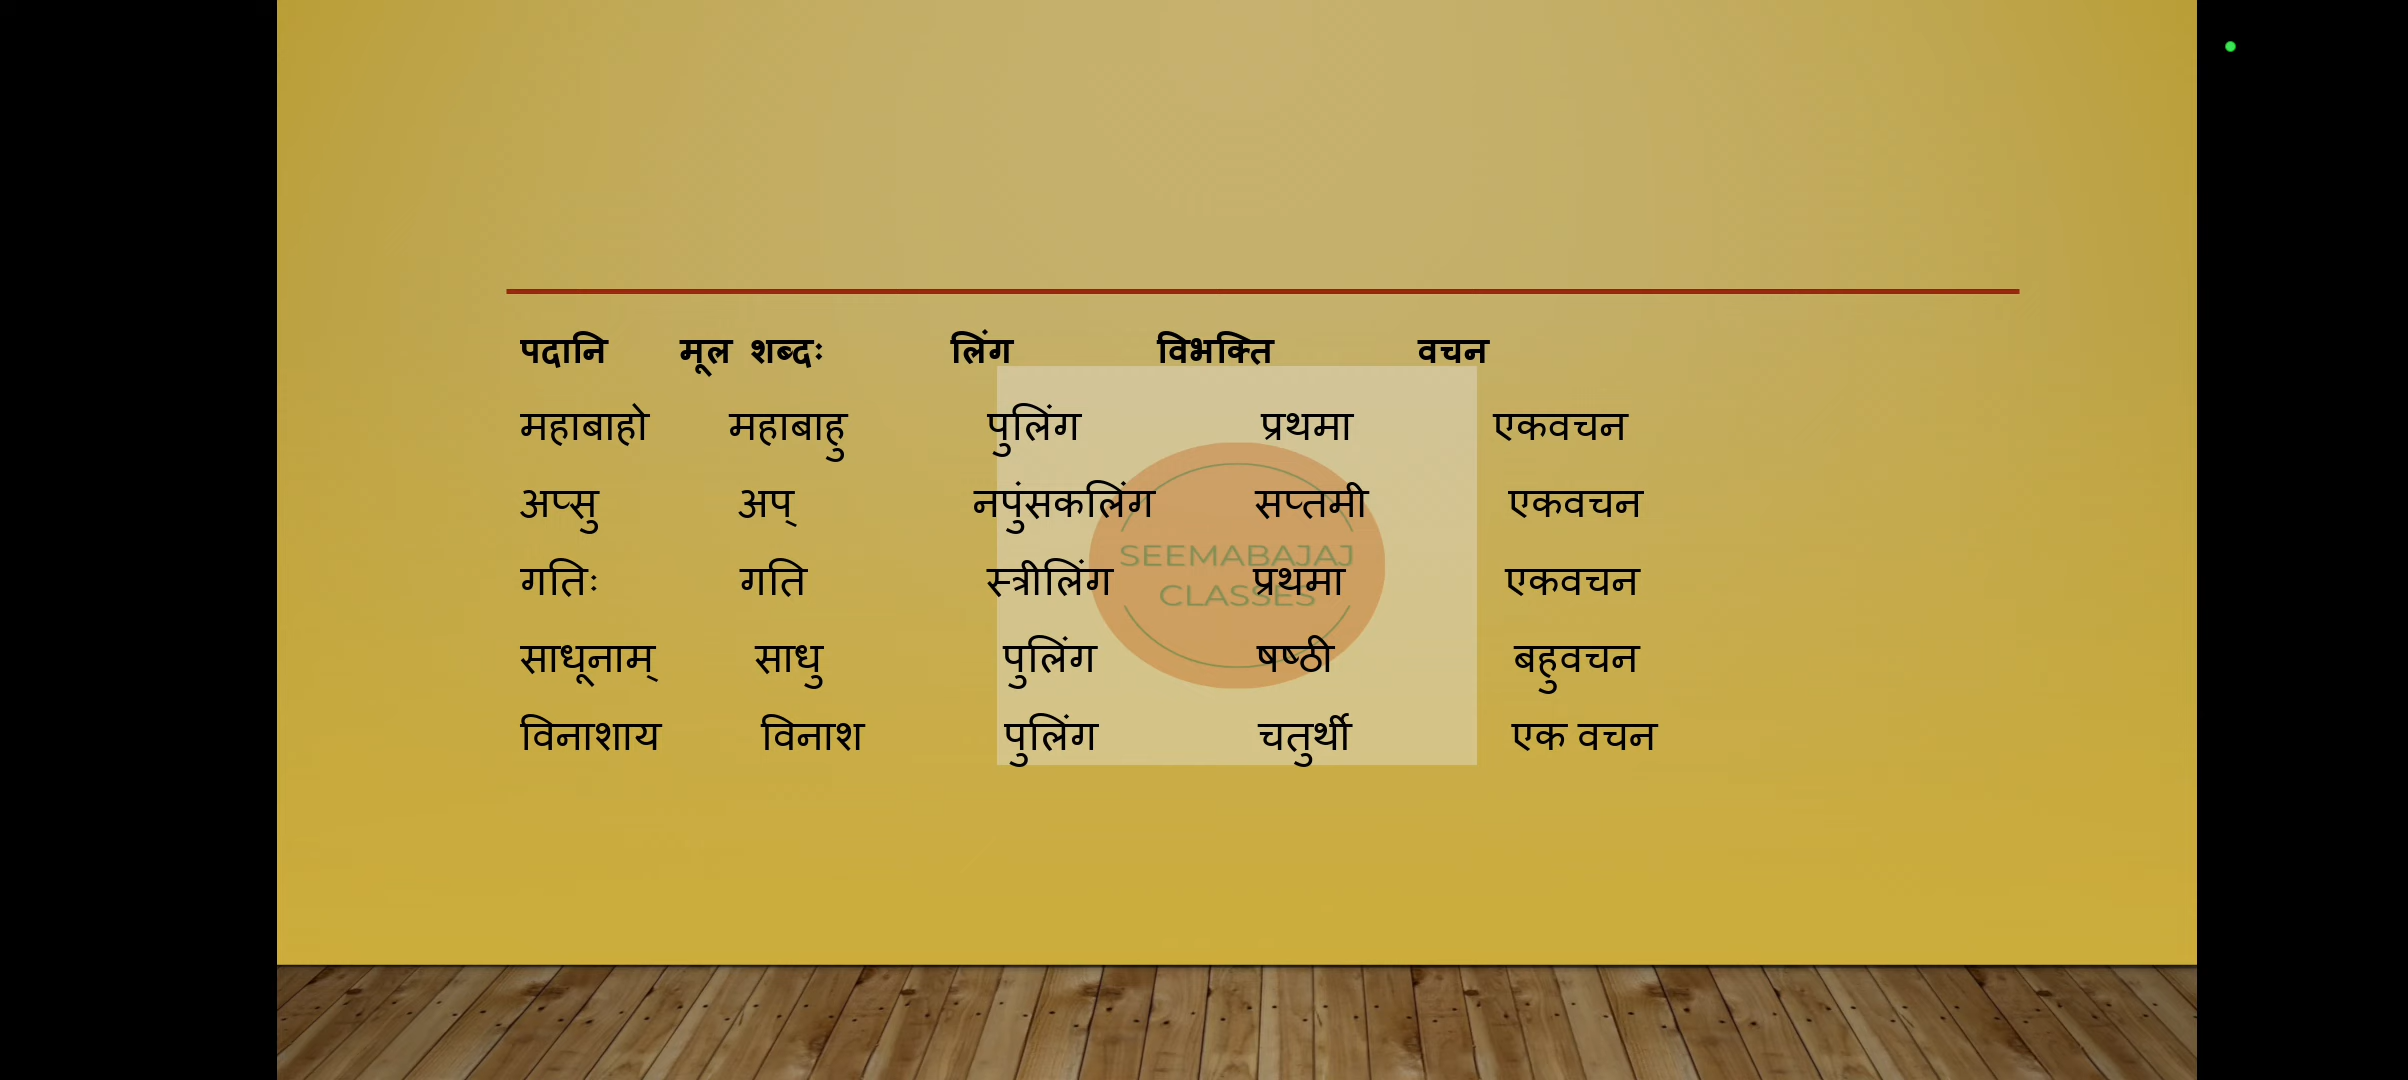 पदानि मूल शब्दः लिंग विभक्ति वचन
महाबाहो महाबाहु पुलिंग प्रथमा एकवचन
अप्सु अप् नपुंसकलिंग सप्तमी एकवचन
SEEMABAJAJ
गतिः गति स्त्रीलिंग प्रथमा एकवचन
CLASSES
साधूनाम् साधु पुलिंग षष्ठी बहुवचन
विनाशाय विनाश पुलिंग चतुर्थी एक वचन